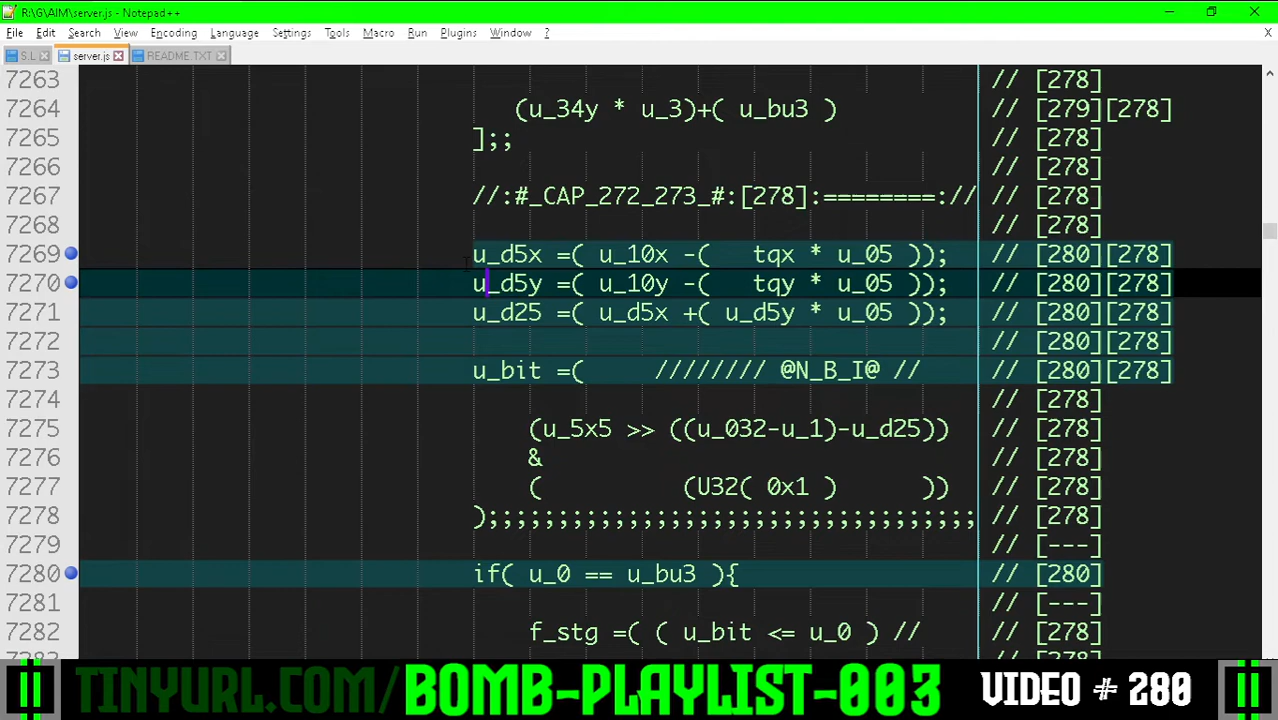 R:\G\AIM\server.js - Notepad++
File Edit Search View Encoding Language Settings Tools Macro Run Plugins Window ? X
S.L server.js README.TXT
7263 // [278]
7264 (u_34y * u_3)+( u_bu3 ) // [279][278]
7265 ];; // [278]
7266 // [278]
7267 //:#_CAP_272_273_#:[278]:========:// // [278]
7268 // [278]
7269 u_d5x =( u_10x -( tqx * u_05 )); // [280][278]
7270 u_d5y =( u_10y -( tqy * u_05 )); // [280][278]
7271 u_d25 =( u_d5x +( u_d5y * u_05 )); // [280][278]
7272 // [280][278]
7273 u_bit =( //////// @N_B_I@ // // [280][278]
7274 // [278]
7275 (u_5x5 >> ((u_032-u_1)-u_d25)) // [278]
7276 & // [278]
7277 ( (U32( 0x1 ) )) // [278]
7278 );;;;;;;;;;;;;;;;;;;;;;;;;;;;;;;;;;; // [278]
7279 // [---]
7280 if( u_0 == u_bu3 ){ // [280]
7281 // [---]
7282 f_stg =( ( u_bit <= u_0 ) // // [278]
TINYURL.COM/BOMB-PLAYLIST-003 VIDEO # 280